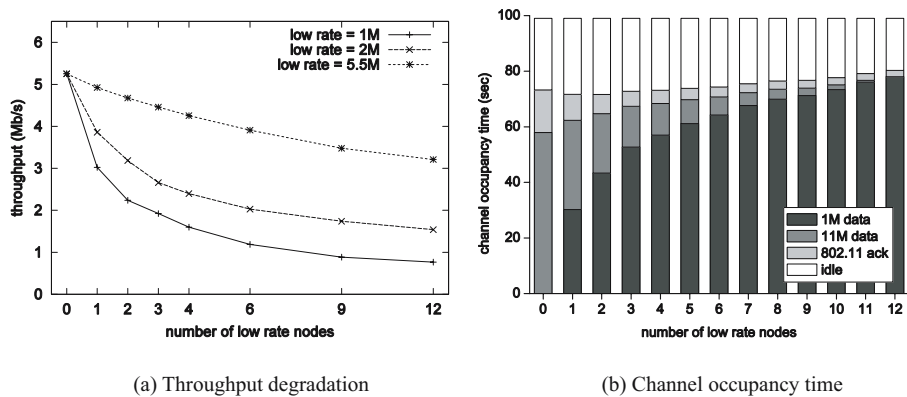 6
5
4
3
2
1
0
throughput (Mb/s)
low rate = 1M
low rate = 2M
low rate = 5.5M
0 1 2 3 4 6 9 12
number of low rate nodes
(a) Throughput degradation
100
80
60
40
20
0
channel occupancy time (sec)
1M data
11M data
802.11 ack
idle
0 1 2 3 4 5 6 7 8 9 10 11 12
number of low rate nodes
(b) Channel occupancy time